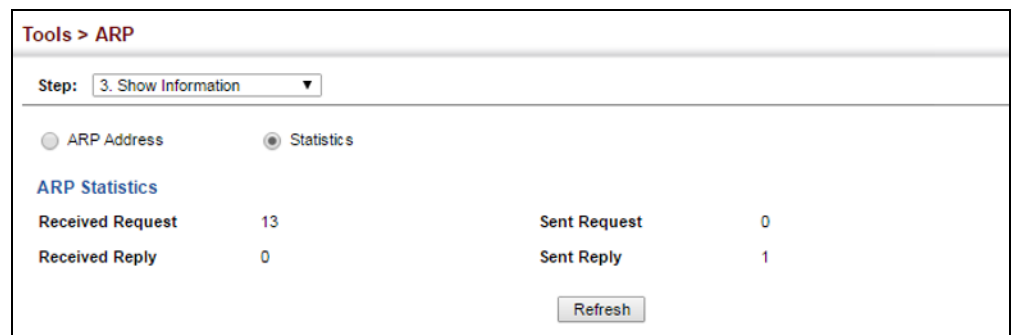 Tools > ARP
Step: 3. Show Information
ARP Address Statistics
ARP Statistics
Received Request 13 Sent Request 0
Received Reply 0 Sent Reply 1
Refresh